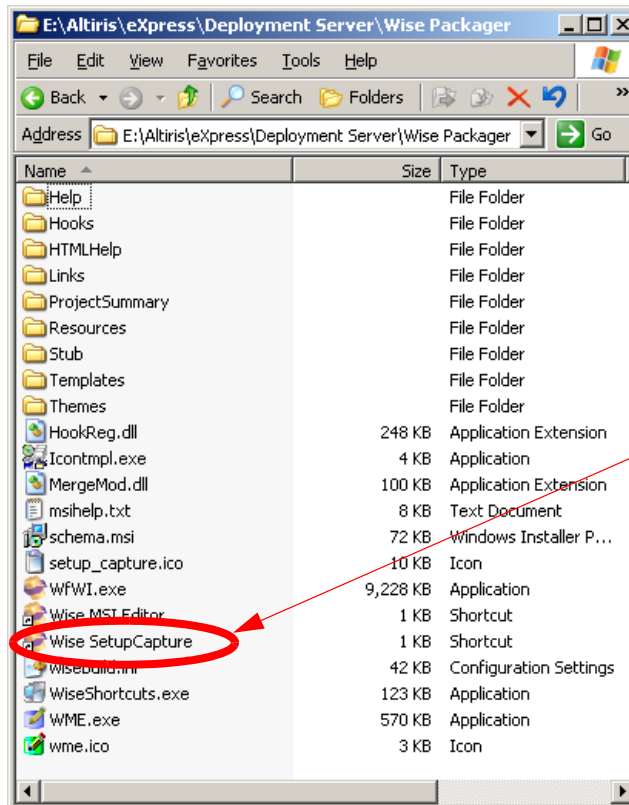 E:\Altiris\eXpress\Deployment Server\Wise Packager
File Edit View Favorites Tools Help
Back Search Folders »
Address E:\Altiris\eXpress\Deployment Server\Wise Packager Go
Name Size Type
Help File Folder
Hooks File Folder
HTMLHelp File Folder
Links File Folder
ProjectSummary File Folder
Resources File Folder
Stub File Folder
Templates File Folder
Themes File Folder
HookReg.dll 248 KB Application Extension
Icontmpl.exe 4 KB Application
MergeMod.dll 100 KB Application Extension
msihelp.txt 8 KB Text Document
schema.msi 72 KB Windows Installer P...
setup_capture.ico 10 KB Icon
WfWI.exe 9,228 KB Application
Wise MSI Editor 1 KB Shortcut
Wise SetupCapture 1 KB Shortcut
wisebuild.ini 42 KB Configuration Settings
WiseShortcuts.exe 123 KB Application
WME.exe 570 KB Application
wme.ico 3 KB Icon